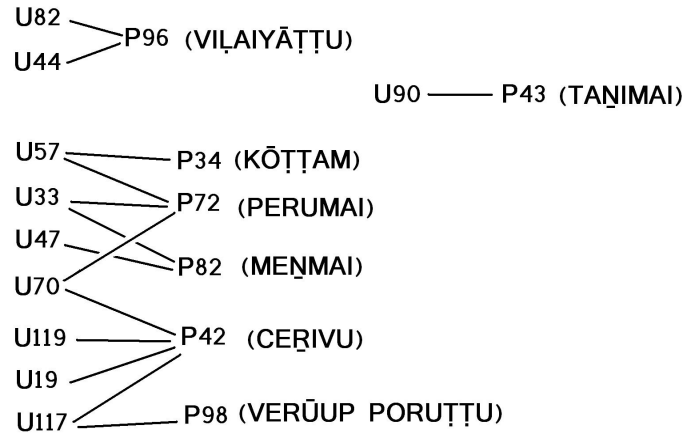 U82
P96 (VIḶAIYĀṬṬU)
U44
U90 P43 (TAṈIMAI)
U57
P34 (KŌṬṬAM)
U33
P72 (PERUMAI)
U47
P82 (MEṈMAI)
U70
U119 P42 (CEṞIVU)
U19
U117 P98 (VERŪUP PORUṬṬU)